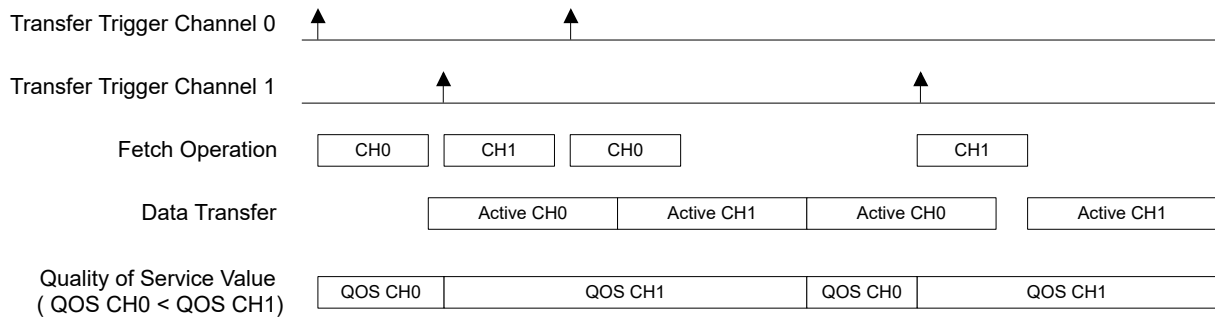 Transfer Trigger Channel 0
Transfer Trigger Channel 1
Fetch Operation
CH0
CH1
CH0
CH1
Data Transfer
Active CH0
Active CH1
Active CH0
Active CH1
Quality of Service Value
( QOS CH0 < QOS CH1)
QOS CH0
QOS CH1
QOS CH0
QOS CH1